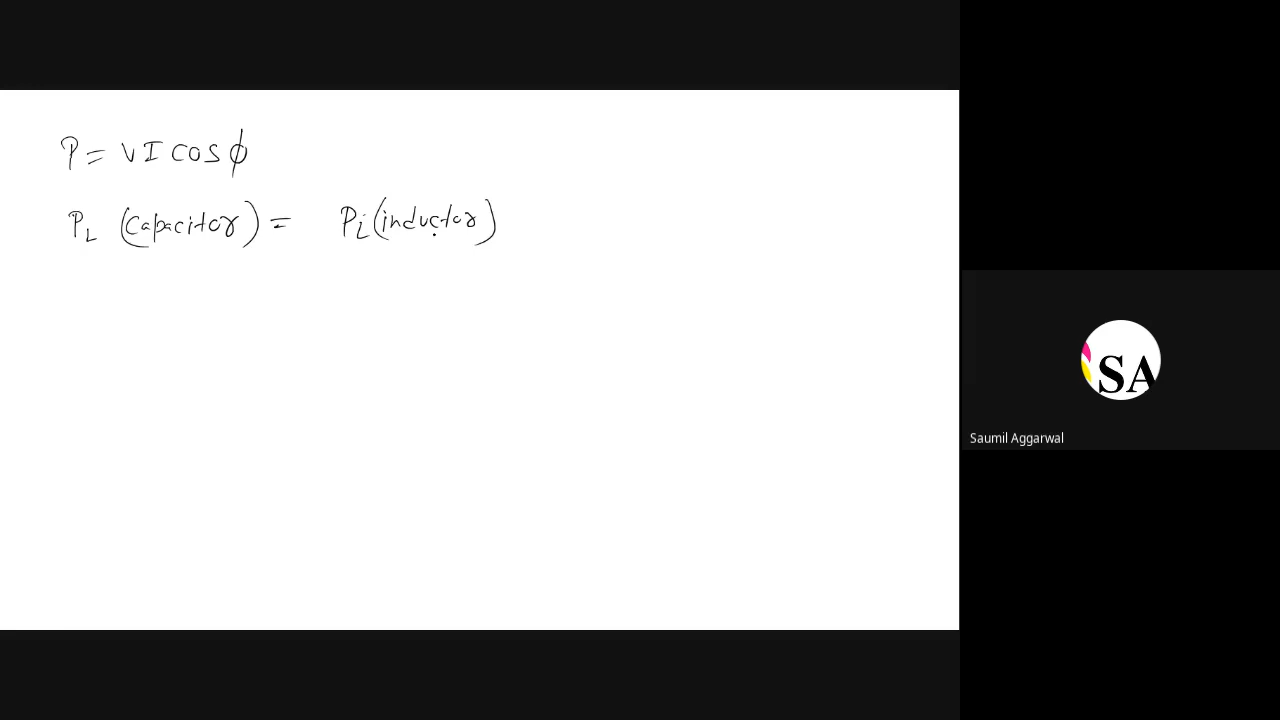 P = VI cos ϕ
P_L (capacitor) = P_i (inductor)
SA
Saumil Aggarwal